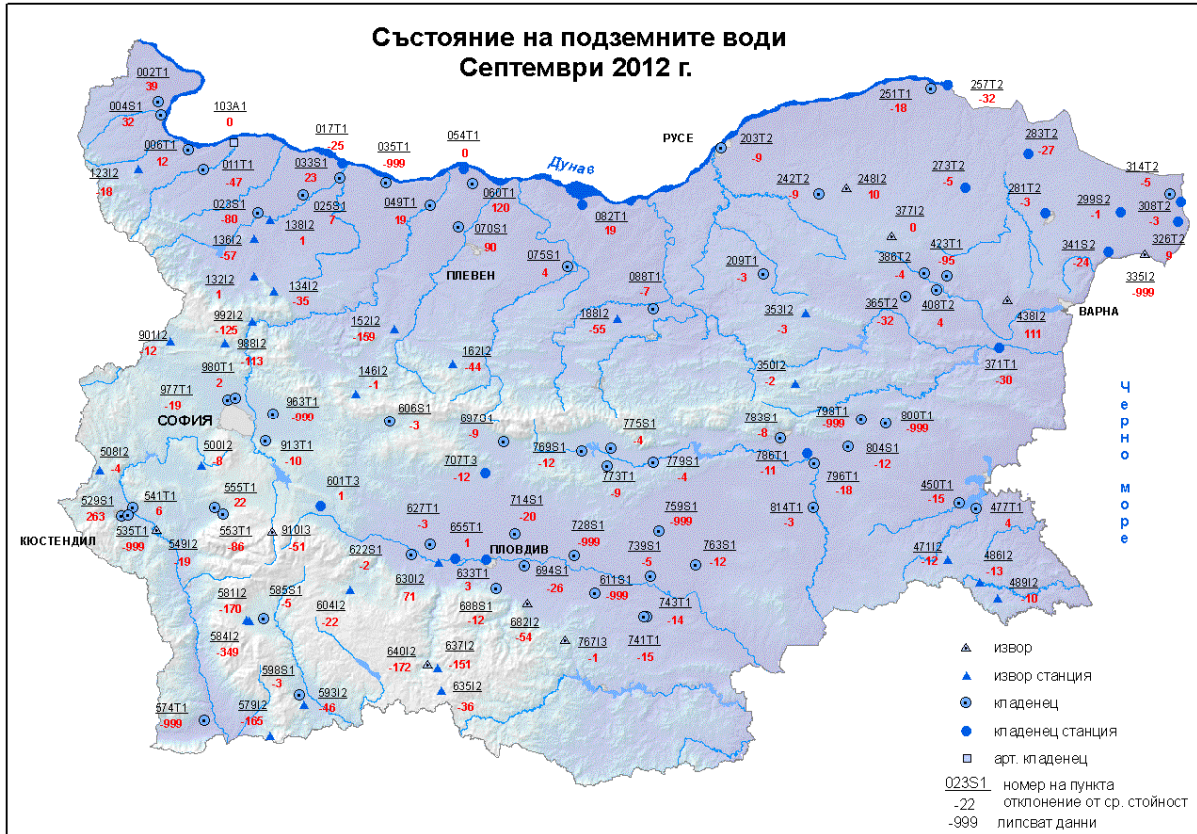 Състояние на подземните води
Септември 2012 г.
002T1
39
004S1
32
103A1
0
006T1
12
011T1
-47
123I2
-18
017T1
-25
033S1
23
025S1
7
023S1
-80
138I2
1
136I2
-57
132I2
1
134I2
-35
035T1
-999
049T1
19
054T1
0
060T1
120
070S1
90
ПЛЕВЕН
Дунав
082T1
19
075S1
4
088T1
-7
РУСЕ
203T2
-9
251T1
-18
257T2
-32
283T2
-27
242T2
-9
248I2
10
273T2
-5
281T2
-3
299S2
-1
314T2
-5
308T2
-3
326T2
9
335I2
-999
341S2
-24
377I2
0
423T1
-95
386T2
-4
408T2
4
365T2
-32
209T1
-3
353I2
-3
438I2
111
ВАРНА
371T1
-30
350I2
-2
188I2
-55
152I2
-159
162I2
-44
146I2
-1
992I2
-125
988I2
-113
901I2
-12
980T1
2
977T1
-19
СОФИЯ
963T1
-999
913T1
-10
606S1
-3
697S1
-9
707T3
-12
769S1
-12
775S1
-4
773T1
-9
779S1
-4
783S1
-8
798T1
-999
800T1
-999
804S1
-12
786T1
-11
796T1
-18
814T1
-3
Черно море
508I2
-4
500I2
-8
529S1
263
541T1
6
535T1
-999
КЮСТЕНДИЛ
549I2
-19
555T1
22
553T1
-86
910I3
-51
601T3
1
627T1
-3
655T1
1
622S1
-2
630I2
71
633T1
3
ПЛОВДИВ
714S1
-20
728S1
-999
694S1
-26
688S1
-12
682I2
-54
611S1
-999
759S1
-999
739S1
-5
763S1
-12
743T1
-14
741T1
-15
767I3
-1
450T1
-15
477T1
4
471I2
-12
486I2
-13
489I2
-10
581I2
-170
585S1
-5
584I2
-349
604I2
-22
598S1
-3
593I2
46
579I2
-165
574T1
-999
640I2
-172
637I2
-151
635I2
-36
извор
извор станция
кладенец
кладенец станция
арт. кладенец
023S1 номер на пункта
-22 отклонение от ср. стойност
-999 липсват данни